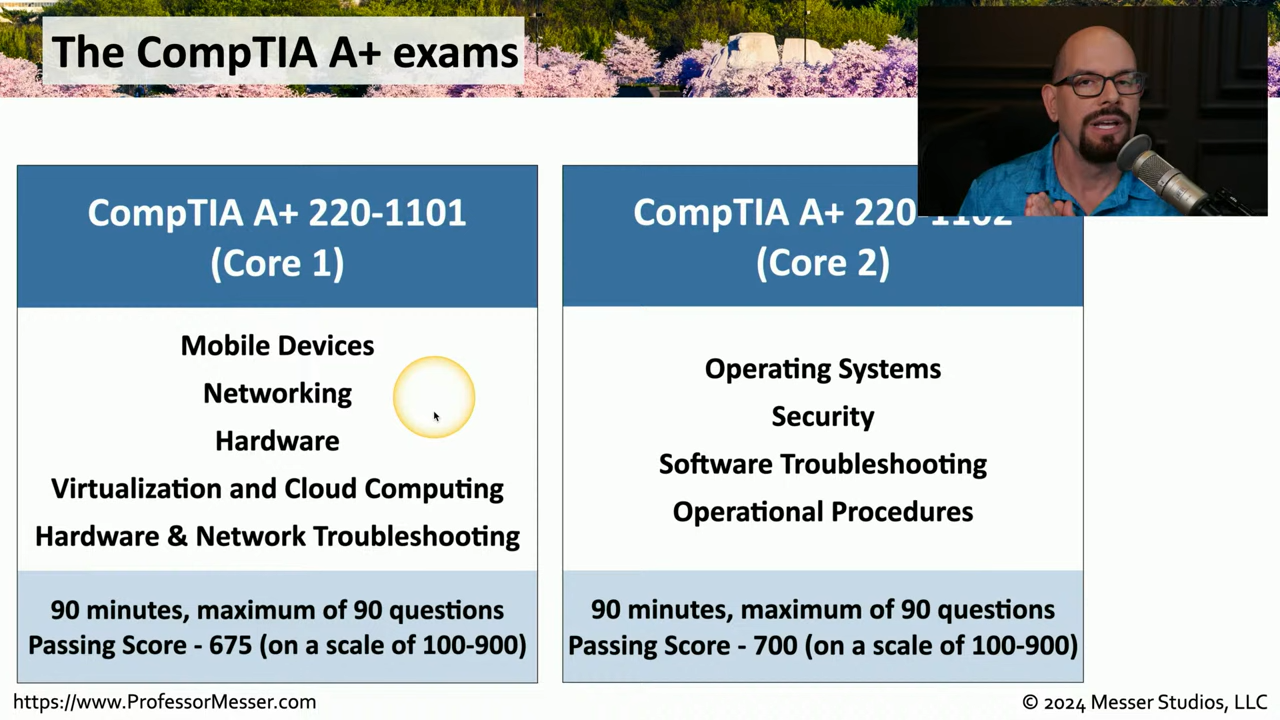 The CompTIA A+ exams
CompTIA A+ 220-1101
(Core 1)
Mobile Devices
Networking
Hardware
Virtualization and Cloud Computing
Hardware & Network Troubleshooting
90 minutes, maximum of 90 questions
Passing Score - 675 (on a scale of 100-900)
CompTIA A+ 220-1102
(Core 2)
Operating Systems
Security
Software Troubleshooting
Operational Procedures
90 minutes, maximum of 90 questions
Passing Score - 700 (on a scale of 100-900)
https://www.ProfessorMesser.com
© 2024 Messer Studios, LLC